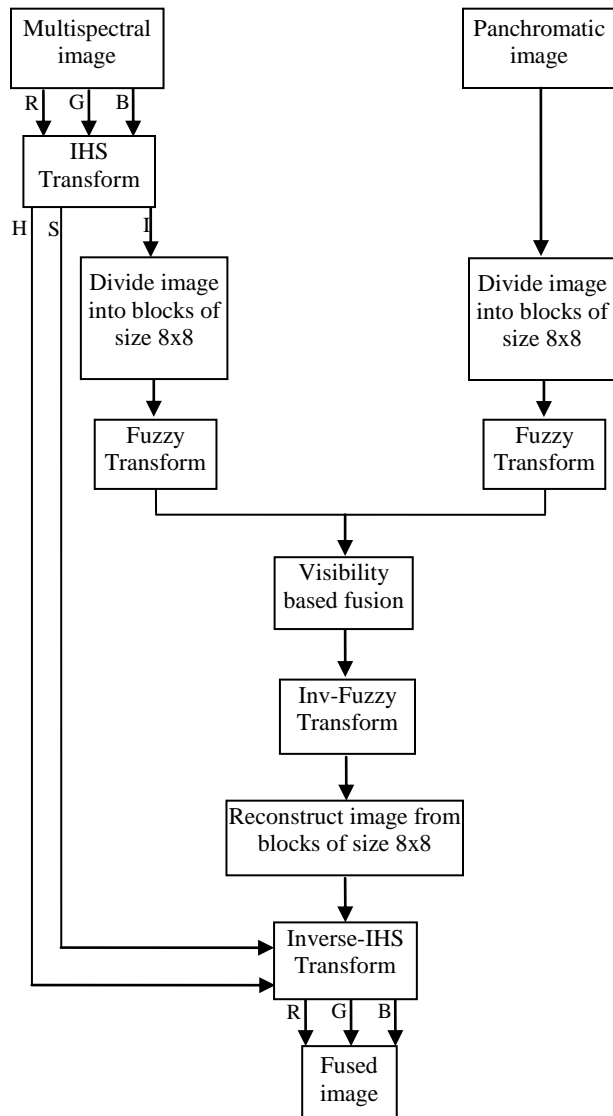 Multispectral
image
Panchromatic
image
R G B
IHS
Transform
H S I
Divide image
into blocks of
size 8x8
Divide image
into blocks of
size 8x8
Fuzzy
Transform
Fuzzy
Transform
Visibility
based fusion
Inv-Fuzzy
Transform
Reconstruct image from
blocks of size 8x8
Inverse-IHS
Transform
R G B
Fused
image